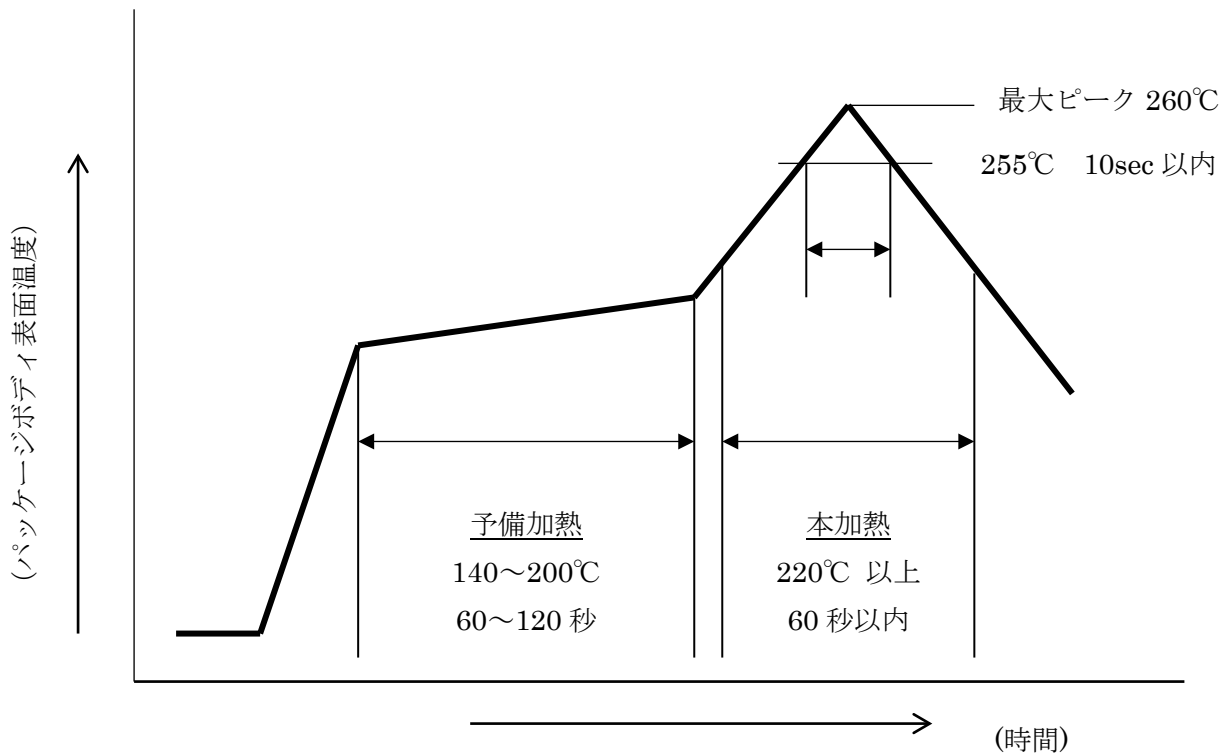 最大ピーク 260℃
255℃ 10sec 以内
(パッケージボディ表面温度)
予備加熱
140～200℃
60～120 秒
本加熱
220℃ 以上
60 秒以内
(時間)